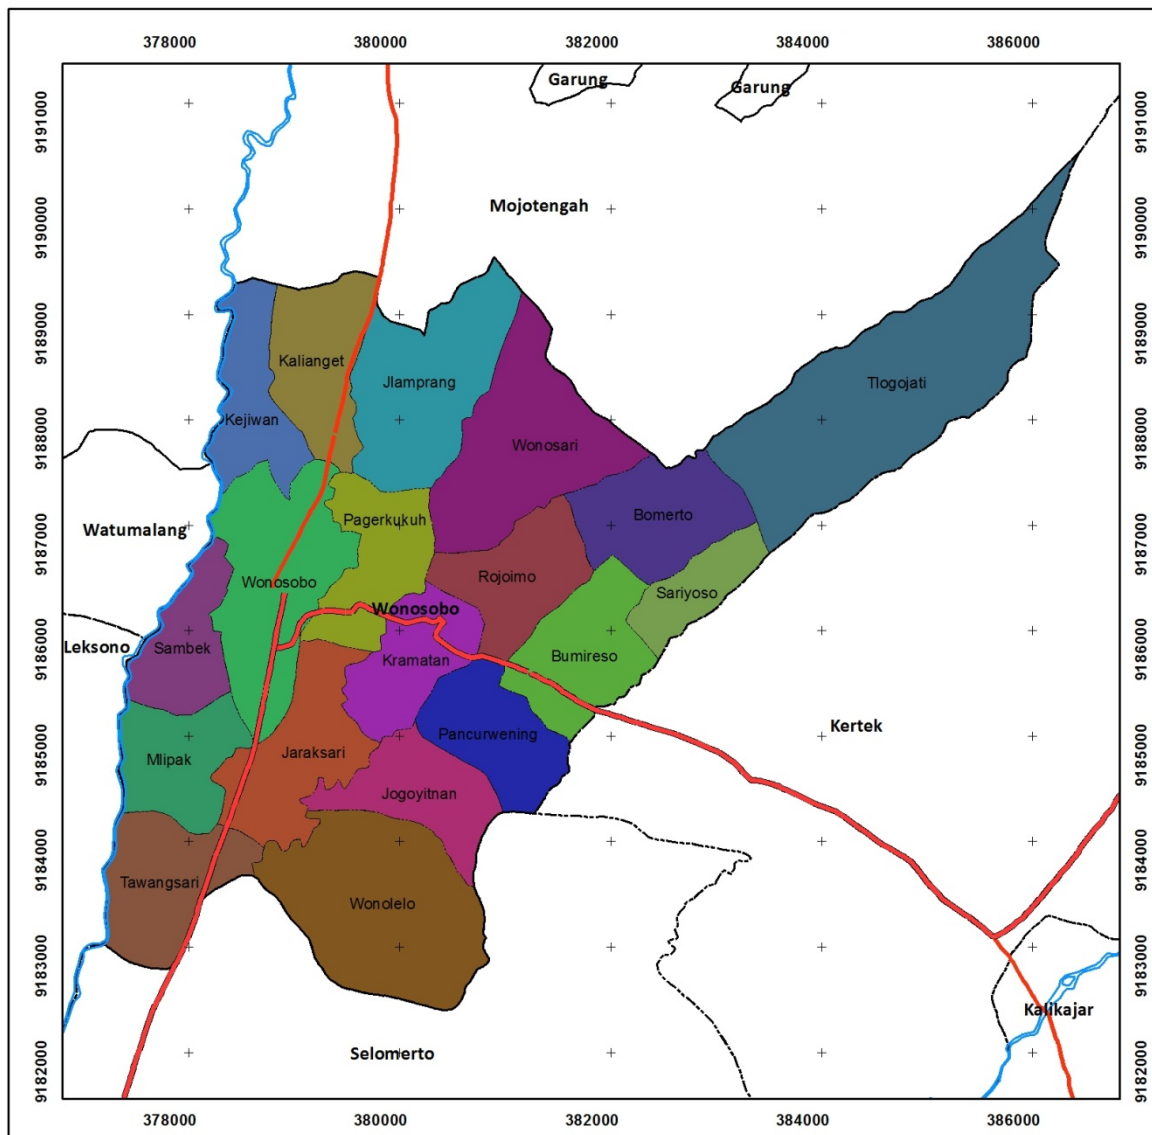 378000 380000 382000 384000 386000
Garung
Garung
9191000
9191000
Mojotengah
9190000
9190000
9189000
9189000
Kalianget
Jlamprang
Tlogojati
Kejiwan
Wonosari
9188000
9188000
Pagerkukuh
Bomerto
Watumalang
9187000
9187000
Wonosobo
Rojoimo
Sariyoso
Wonosobo
Leksono
Sambek
9186000
9186000
Kramatan
Bumireso
Kertek
Pancurwening
Mlipak
Jaraksari
9185000
9185000
Jogoyitnan
9184000
9184000
Tawangsari
Wonolelo
9183000
9183000
Kalikajar
Selomerto
9182000
9182000
378000 380000 382000 384000 386000